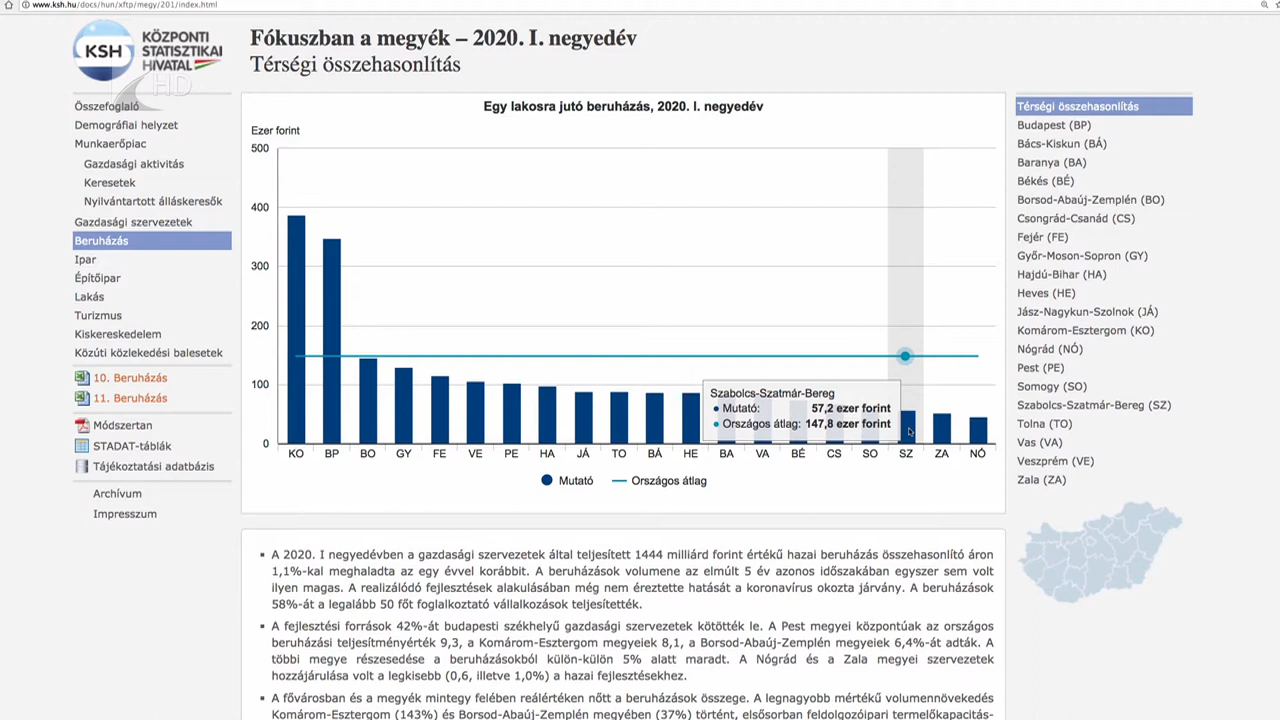 www.ksh.hu/docs/hun/xftp/megy/201/index.html
KSH
KÖZPONTI
STATISZTIKAI
HIVATAL
HD
Fókuszban a megyék – 2020. I. negyedév
Térségi összehasonlítás
Összefoglaló
Demográfiai helyzet
Munkaerőpiac
Gazdasági aktivitás
Keresetek
Nyilvántartott álláskeresők
Gazdasági szervezetek
Beruházás
Ipar
Építőipar
Lakás
Turizmus
Kiskereskedelem
Közúti közlekedési balesetek
10. Beruházás
11. Beruházás
Módszertan
STADAT-táblák
Tájékoztatási adatbázis
Archívum
Impresszum
Egy lakosra jutó beruházás, 2020. I. negyedév
Ezer forint
500
400
300
200
100
0
KO BP BO GY FE VE PE HA JÁ TO BÁ HE BA VA BÉ CS SO SZ ZA NÓ
Szabolcs-Szatmár-Bereg
Mutató: 57,2 ezer forint
Országos átlag: 147,8 ezer forint
Mutató Országos átlag
Térségi összehasonlítás
Budapest (BP)
Bács-Kiskun (BÁ)
Baranya (BA)
Békés (BÉ)
Borsod-Abaúj-Zemplén (BO)
Csongrád-Csanád (CS)
Fejér (FE)
Győr-Moson-Sopron (GY)
Hajdú-Bihar (HA)
Heves (HE)
Jász-Nagykun-Szolnok (JÁ)
Komárom-Esztergom (KO)
Nógrád (NÓ)
Pest (PE)
Somogy (SO)
Szabolcs-Szatmár-Bereg (SZ)
Tolna (TO)
Vas (VA)
Veszprém (VE)
Zala (ZA)
A 2020. I negyedévben a gazdasági szervezetek által teljesített 1444 milliárd forint értékű hazai beruházás összehasonlító áron
1,1%-kal meghaladta az egy évvel korábbit. A beruházások volumene az elmúlt 5 év azonos időszakában egyszer sem volt
ilyen magas. A realizálódó fejlesztések alakulásában még nem éreztette hatását a koronavírus okozta járvány. A beruházások
58%-át a legalább 50 főt foglalkoztató vállalkozások teljesítették.
A fejlesztési források 42%-át budapesti székhelyű gazdasági szervezetek kötötték le. A Pest megyei központúak az országos
beruházási teljesítményérték 9,3, a Komárom-Esztergom megyeiek 8,1, a Borsod-Abaúj-Zemplén megyeiek 6,4%-át adták. A
többi megye részesedése a beruházásokból külön-külön 5% alatt maradt. A Nógrád és a Zala megyei szervezetek
hozzájárulása volt a legkisebb (0,6, illetve 1,0%) a hazai fejlesztésekhez.
A fővárosban és a megyék mintegy felében reálértéken nőtt a beruházások összege. A legnagyobb mértékű volumennövekedés
Komárom-Esztergom (143%) és Borsod-Abaúj-Zemplén megyében (37%) történt, elsősorban feldolgozóipari termelőkapacitás-